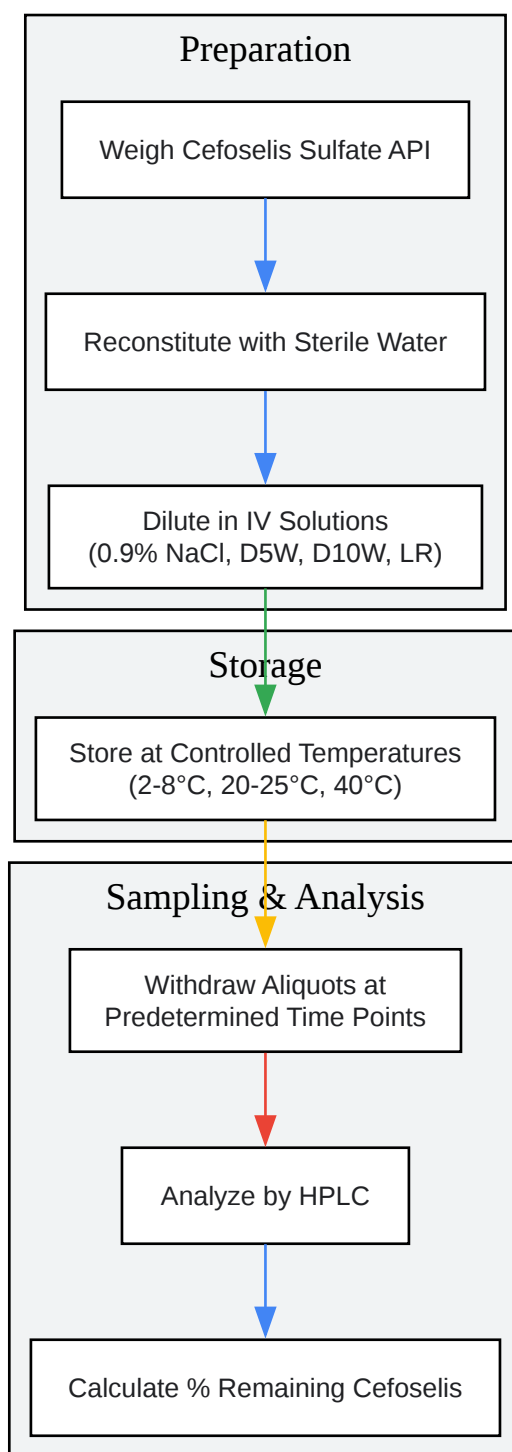 Preparation
Weigh Cefoselis Sulfate API
Reconstitute with Sterile Water
Dilute in IV Solutions
(0.9% NaCl, D5W, D10W, LR)
Storage
Store at Controlled Temperatures
(2-8°C, 20-25°C, 40°C)
Sampling & Analysis
Withdraw Aliquots at
Predetermined Time Points
Analyze by HPLC
Calculate % Remaining Cefoselis